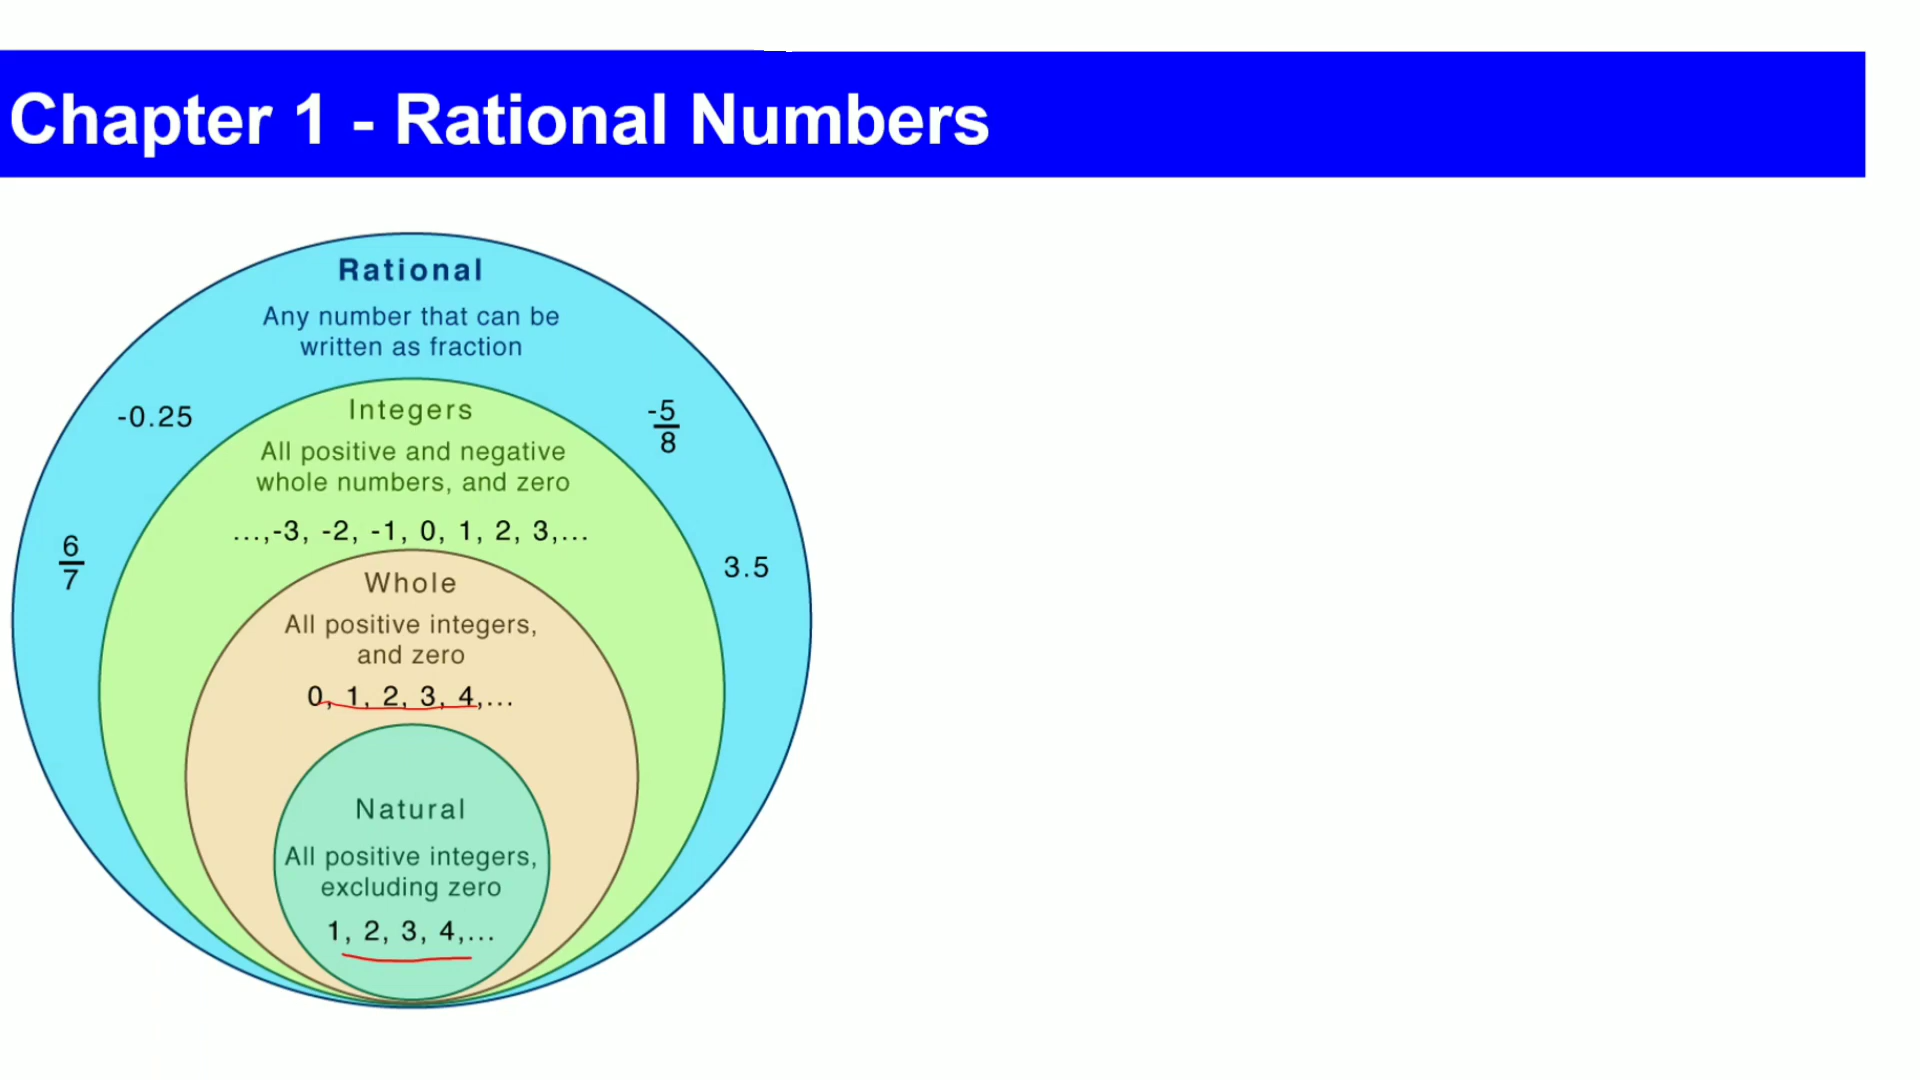 Chapter 1 - Rational Numbers
Rational
Any number that can be
written as fraction
-0.25
-5
8
Integers
All positive and negative
whole numbers, and zero
...,-3, -2, -1, 0, 1, 2, 3,...
6
7
3.5
Whole
All positive integers,
and zero
0, 1, 2, 3, 4,...
Natural
All positive integers,
excluding zero
1, 2, 3, 4,...